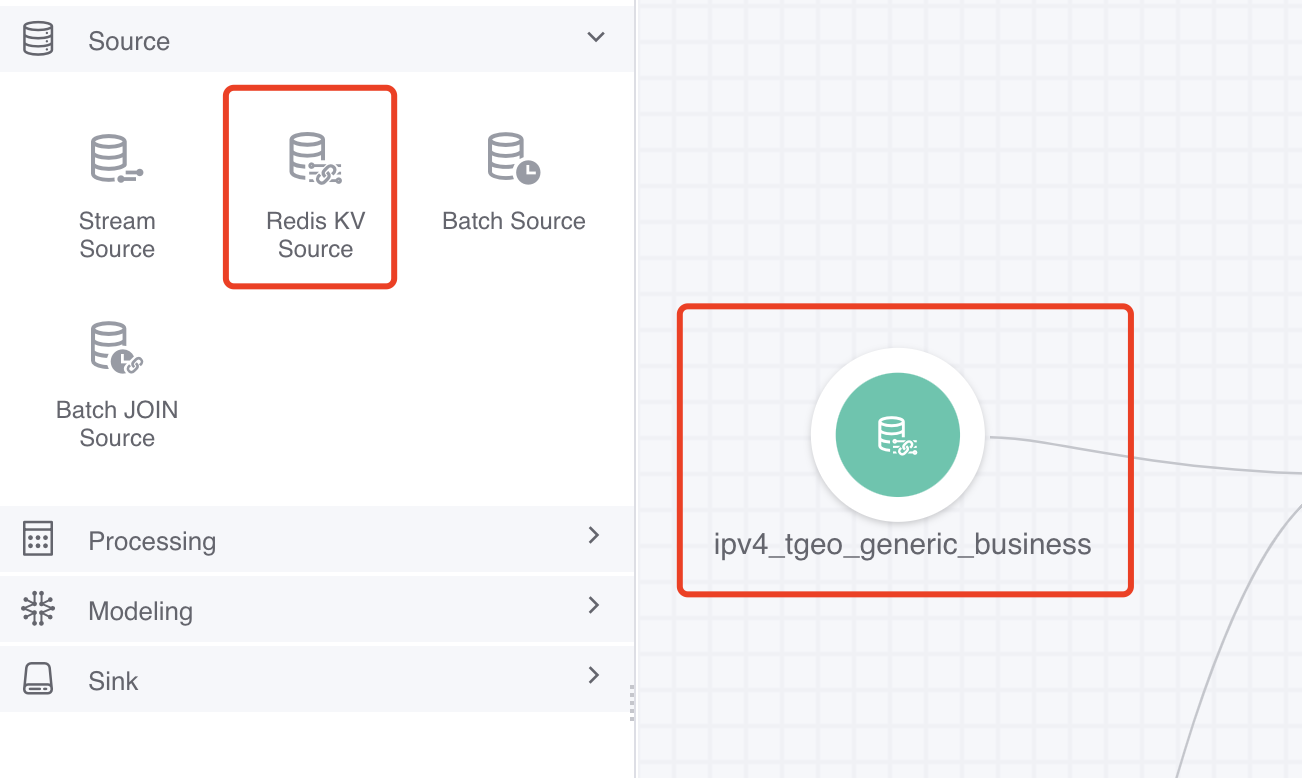 Source
Stream
Source
Redis KV
Source
Batch Source
Batch JOIN
Source
Processing
Modeling
Sink
ipv4_tgeo_generic_business